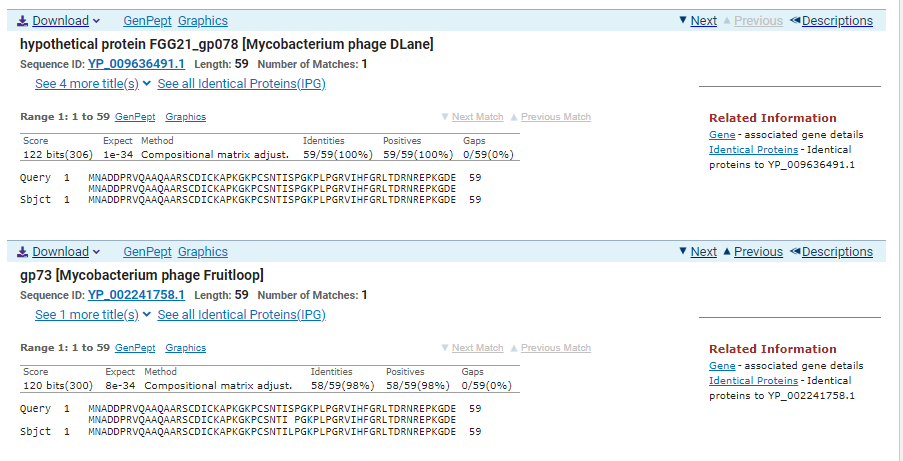 Download GenPept Graphics Next Previous Descriptions
hypothetical protein FGG21_gp078 [Mycobacterium phage DLane]
Sequence ID: YP_009636491.1 Length: 59 Number of Matches: 1
See 4 more title(s) See all Identical Proteins(IPG)
Range 1: 1 to 59 GenPept Graphics Next Match Previous Match
Score Expect Method Identities Positives Gaps
122 bits(306) 1e-34 Compositional matrix adjust. 59/59(100%) 59/59(100%) 0/59(0%)
Query 1 MNADDPRVQAAQAARSCDICKAPKGKPCSNTISPGKPLPGRVIHFGRLTDRNREPKGDE 59
MNADDPRVQAAQAARSCDICKAPKGKPCSNTISPGKPLPGRVIHFGRLTDRNREPKGDE
Sbjct 1 MNADDPRVQAAQAARSCDICKAPKGKPCSNTISPGKPLPGRVIHFGRLTDRNREPKGDE 59
Related Information
Gene - associated gene details
Identical Proteins - Identical
proteins to YP_009636491.1
Download GenPept Graphics Next Previous Descriptions
gp73 [Mycobacterium phage Fruitloop]
Sequence ID: YP_002241758.1 Length: 59 Number of Matches: 1
See 1 more title(s) See all Identical Proteins(IPG)
Range 1: 1 to 59 GenPept Graphics Next Match Previous Match
Score Expect Method Identities Positives Gaps
120 bits(300) 8e-34 Compositional matrix adjust. 58/59(98%) 58/59(98%) 0/59(0%)
Query 1 MNADDPRVQAAQAARSCDICKAPKGKPCSNTISPGKPLPGRVIHFGRLTDRNREPKGDE 59
MNADDPRVQAAQAARSCDICKAPKGKPCSNTI PGKPLPGRVIHFGRLTDRNREPKGDE
Sbjct 1 MNADDPRVQAAQAARSCDICKAPKGKPCSNTILPGKPLPGRVIHFGRLTDRNREPKGDE 59
Related Information
Gene - associated gene details
Identical Proteins - Identical
proteins to YP_002241758.1